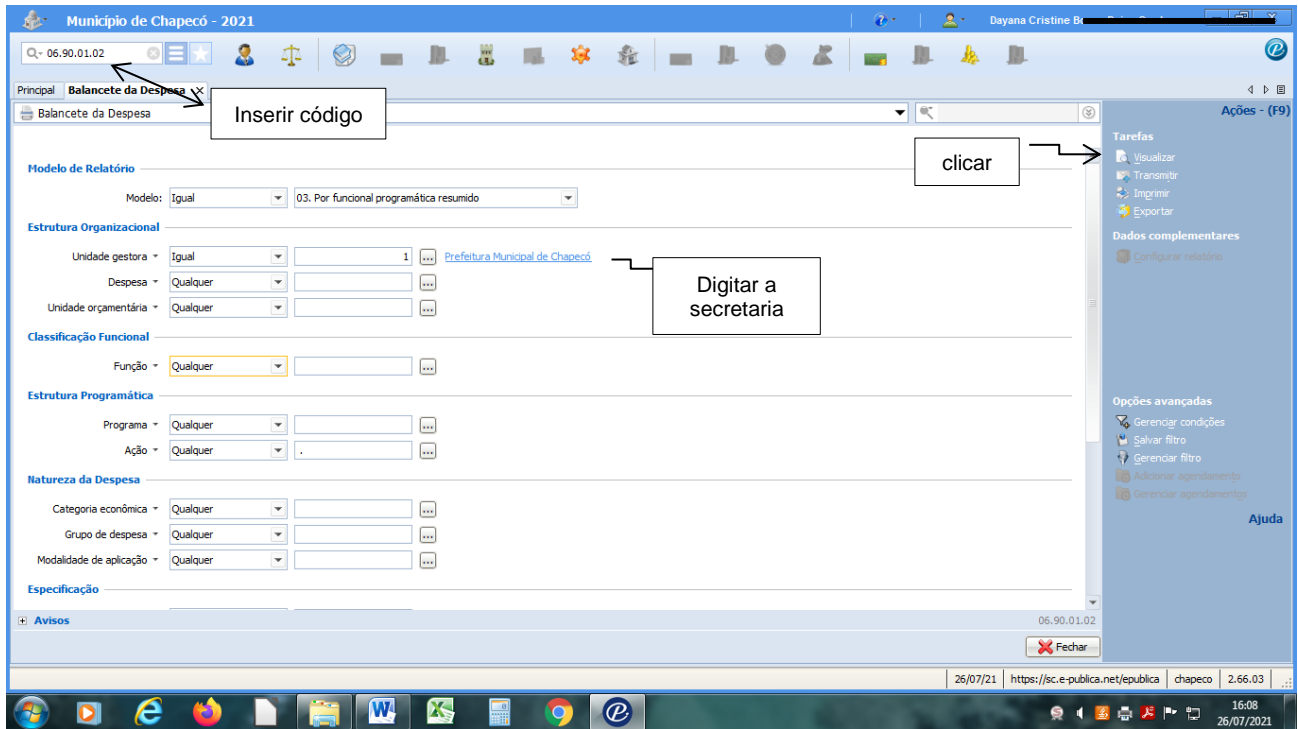 Município de Chapecó - 2021
Dayana Cristine
06.90.01.02
Principal Balancete da Despesa
Inserir código
Balancete da Despesa
Ações - (F9)
Tarefas
clicar
Visualizar
Transmitir
Imprimir
Exportar
Modelo de Relatório
Modelo: Igual 03. Por funcional programática resumido
Estrutura Organizacional
Dados complementares
Configurar relatório
Unidade gestora Igual 1 ... Prefeitura Municipal de Chapecó
Despesa Qualquer ...
Unidade orçamentária Qualquer ...
Digitar a
secretaria
Classificação Funcional
Função Qualquer ...
Estrutura Programática
Programa Qualquer ...
Ação Qualquer . ...
Opções avançadas
Gerenciar condições
Salvar filtro
Gerenciar filtro
Adicionar agendamento
Gerenciar agendamentos
Ajuda
Natureza da Despesa
Categoria econômica Qualquer ...
Grupo de despesa Qualquer ...
Modalidade de aplicação Qualquer ...
Especificação
Avisos
06.90.01.02
Fechar
26/07/21 https://sc.e-publica.net/epublica chapeco 2.66.03
16:08
26/07/2021